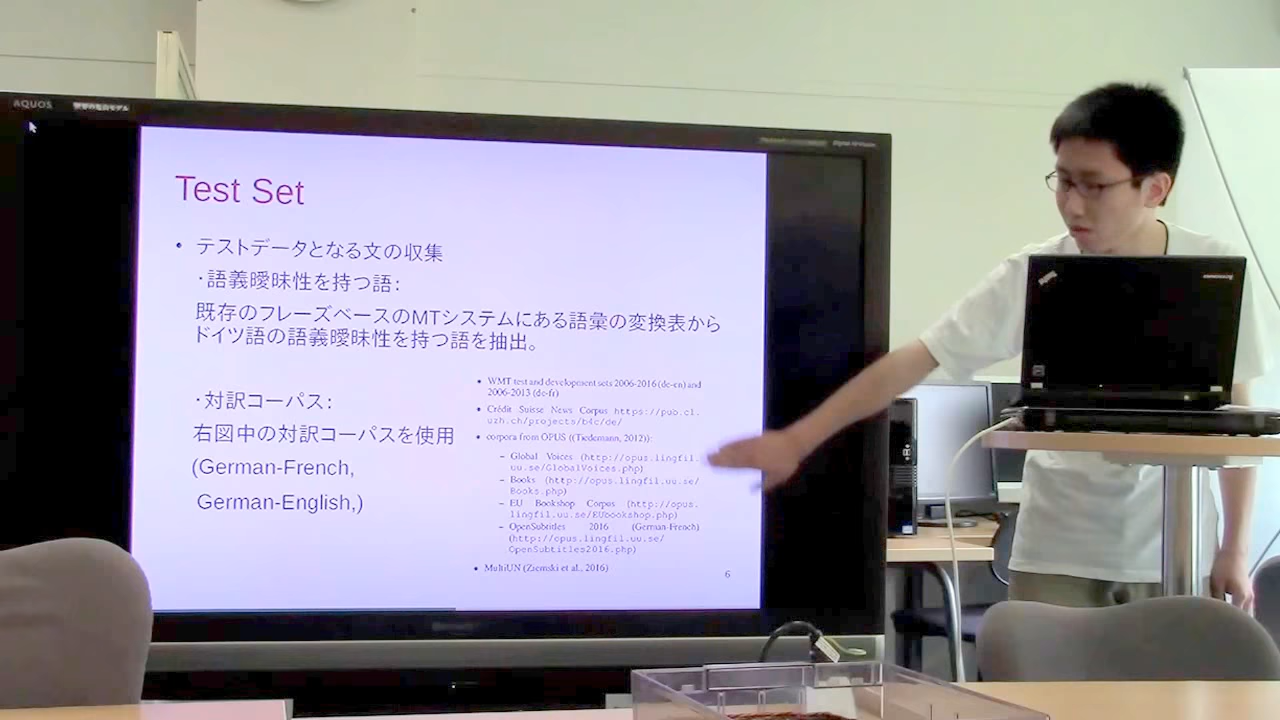 AQUOS
Test Set
• テストデータとなる文の収集
・語義曖昧性を持つ語：
既存のフレーズベースのMTシステムにある語彙の変換表から
ドイツ語の語義曖昧性を持つ語を抽出。
・対訳コーパス：
右図中の対訳コーパスを使用
(German-French,
German-English,)
• WMT test and development sets 2006-2016 (de-en) and
2006-2013 (de-fr)
• Crédit Suisse News Corpus https://pub.cl.
uzh.ch/projects/b4c/de/
• corpora from OPUS ((Tiedemann, 2012)):
– Global Voices (http://opus.lingfil.
uu.se/GlobalVoices.php)
– Books (http://opus.lingfil.uu.se/
Books.php)
– EU Bookshop Corpus (http://opus.
lingfil.uu.se/EUbookshop.php)
– OpenSubtitles 2016 (German-French)
(http://opus.lingfil.uu.se/
OpenSubtitles2016.php)
• MultiUN (Ziemski et al., 2016)
6
ThinkPad
lenovo